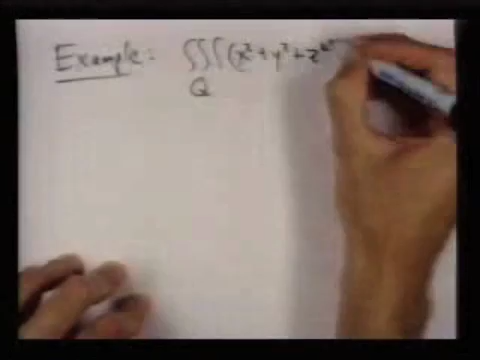 Example: ∭(x² + y² + z²
Q